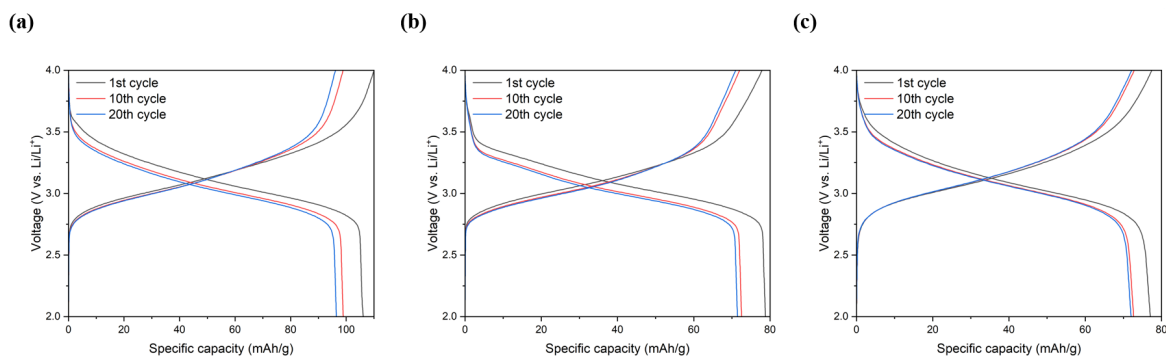 (a)
4.0
3.5
3.0
2.5
2.0
Voltage (V vs. Li/Li⁺)
1st cycle
10th cycle
20th cycle
0 20 40 60 80 100
Specific capacity (mAh/g)
(b)
4.0
3.5
3.0
2.5
2.0
Voltage (V vs. Li/Li⁺)
1st cycle
10th cycle
20th cycle
0 20 40 60 80
Specific capacity (mAh/g)
(c)
4.0
3.5
3.0
2.5
2.0
Voltage (V vs. Li/Li⁺)
1st cycle
10th cycle
20th cycle
0 20 40 60 80
Specific capacity (mAh/g)